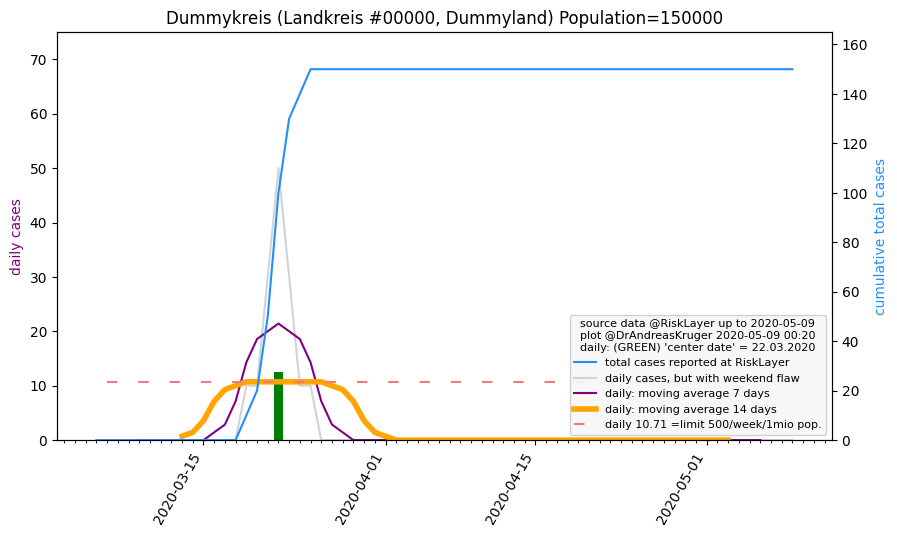 Dummykreis (Landkreis #00000, Dummyland) Population=150000
daily cases
70
60
50
40
30
20
10
0
160
140
120
100
80
60
40
20
0
cumulative total cases
source data @RiskLayer up to 2020-05-09
plot @DrAndreasKruger 2020-05-09 00:20
daily: (GREEN) 'center date' = 22.03.2020
total cases reported at RiskLayer
daily cases, but with weekend flaw
daily: moving average 7 days
daily: moving average 14 days
daily 10.71 =limit 500/week/1mio pop.
2020-03-15
2020-04-01
2020-04-15
2020-05-01